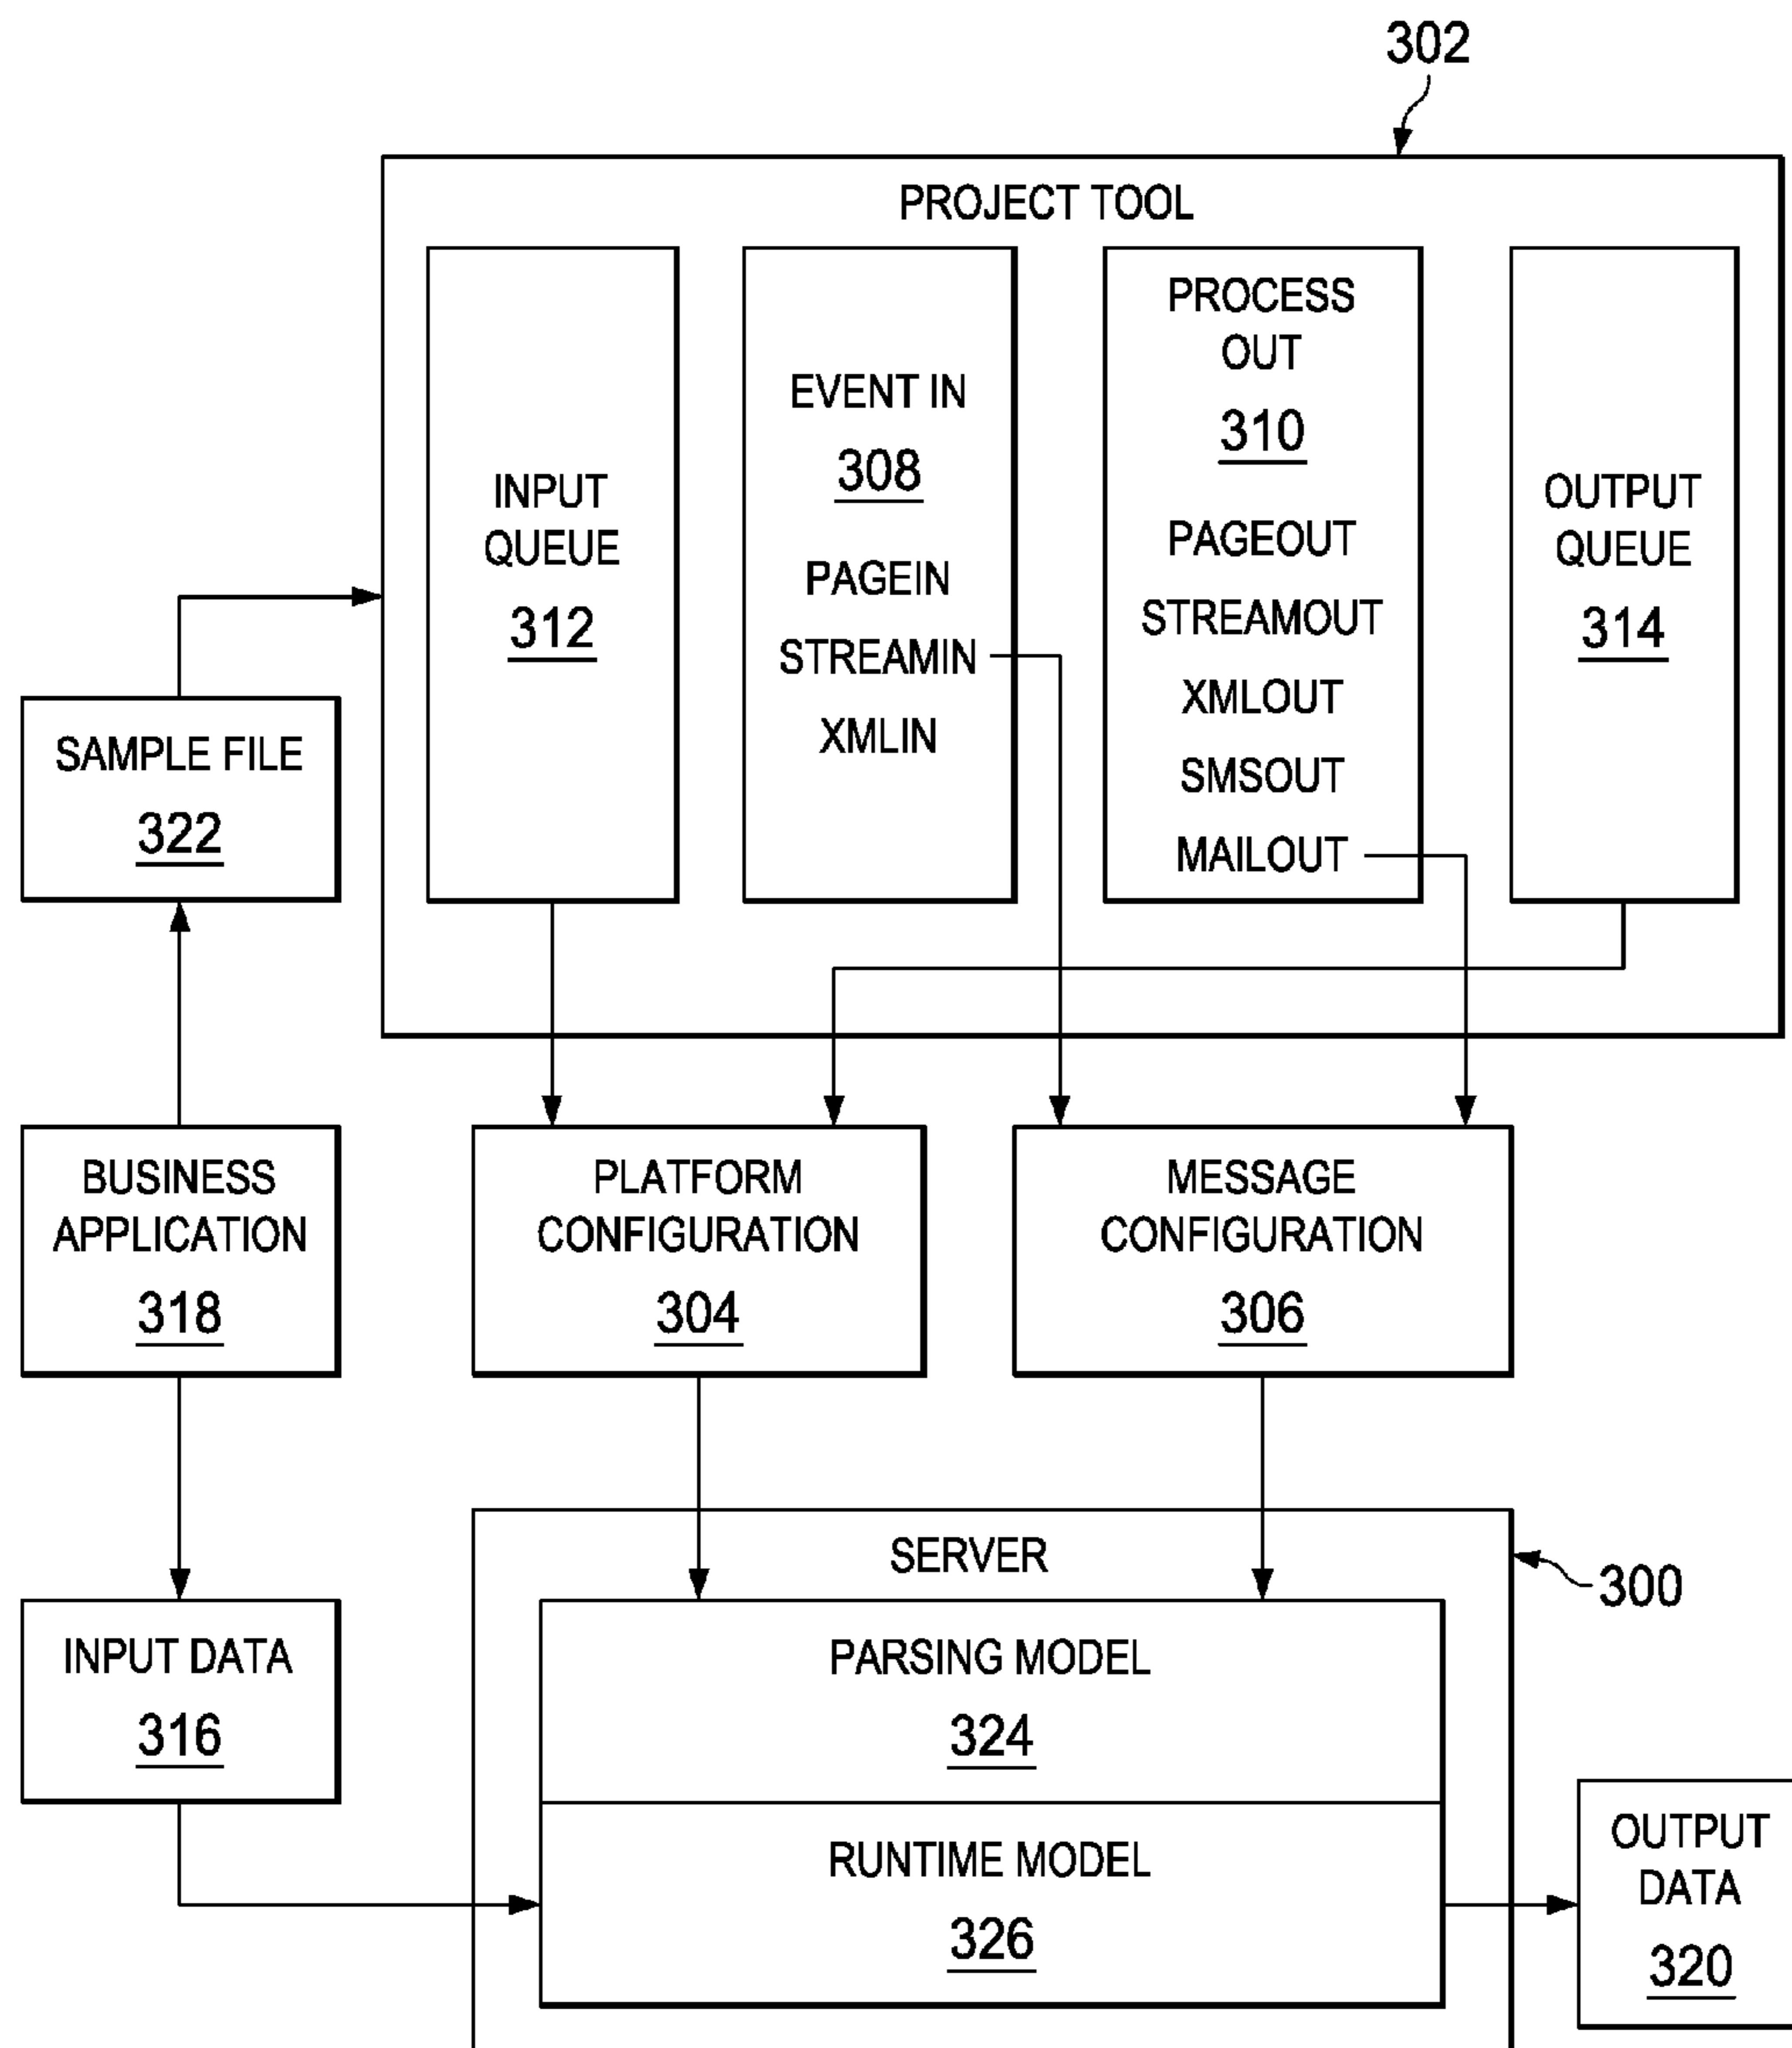 302
PROJECT TOOL
INPUT
QUEUE
312
EVENT IN
308
PAGEIN
STREAMIN
XMLIN
PROCESS
OUT
310
PAGEOUT
STREAMOUT
XMLOUT
SMSOUT
MAILOUT
OUTPUT
QUEUE
314
SAMPLE FILE
322
BUSINESS
APPLICATION
318
PLATFORM
CONFIGURATION
304
MESSAGE
CONFIGURATION
306
SERVER
300
INPUT DATA
316
PARSING MODEL
324
RUNTIME MODEL
326
OUTPUT
DATA
320